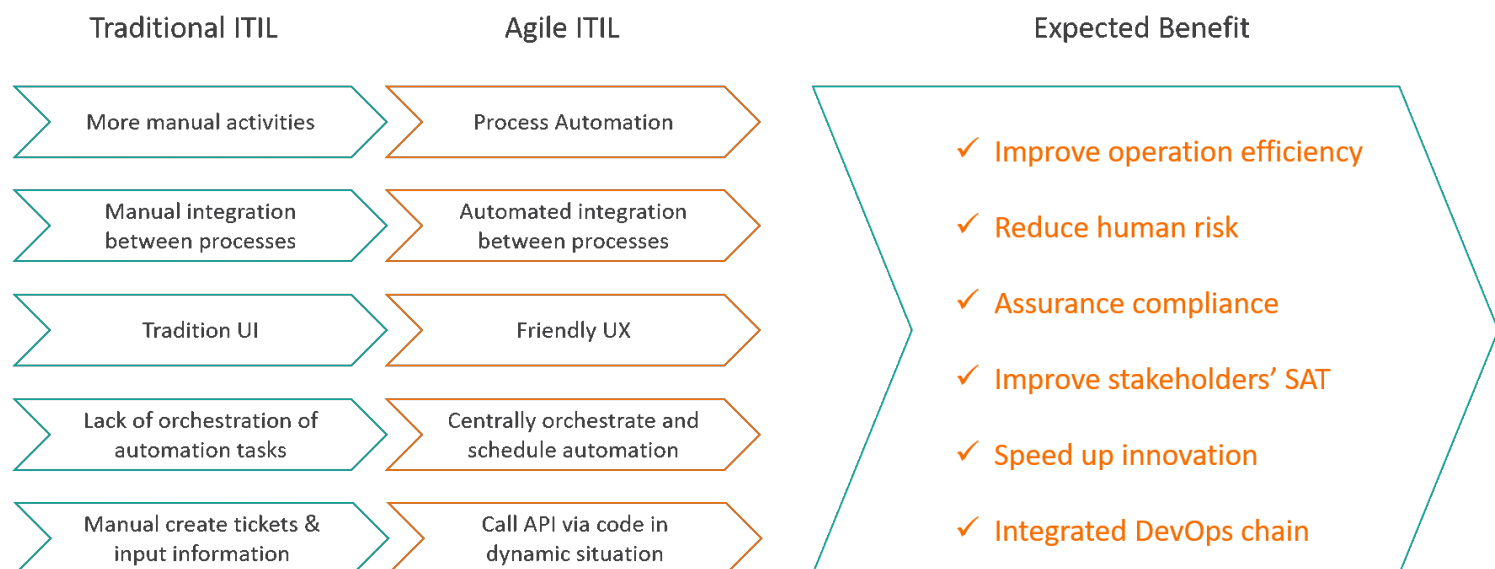 Traditional ITIL
Agile ITIL
Expected Benefit
More manual activities
Process Automation
Manual integration
between processes
Automated integration
between processes
Tradition UI
Friendly UX
Lack of orchestration of
automation tasks
Centrally orchestrate and
schedule automation
Manual create tickets &
input information
Call API via code in
dynamic situation
✓ Improve operation efficiency
✓ Reduce human risk
✓ Assurance compliance
✓ Improve stakeholders’ SAT
✓ Speed up innovation
✓ Integrated DevOps chain